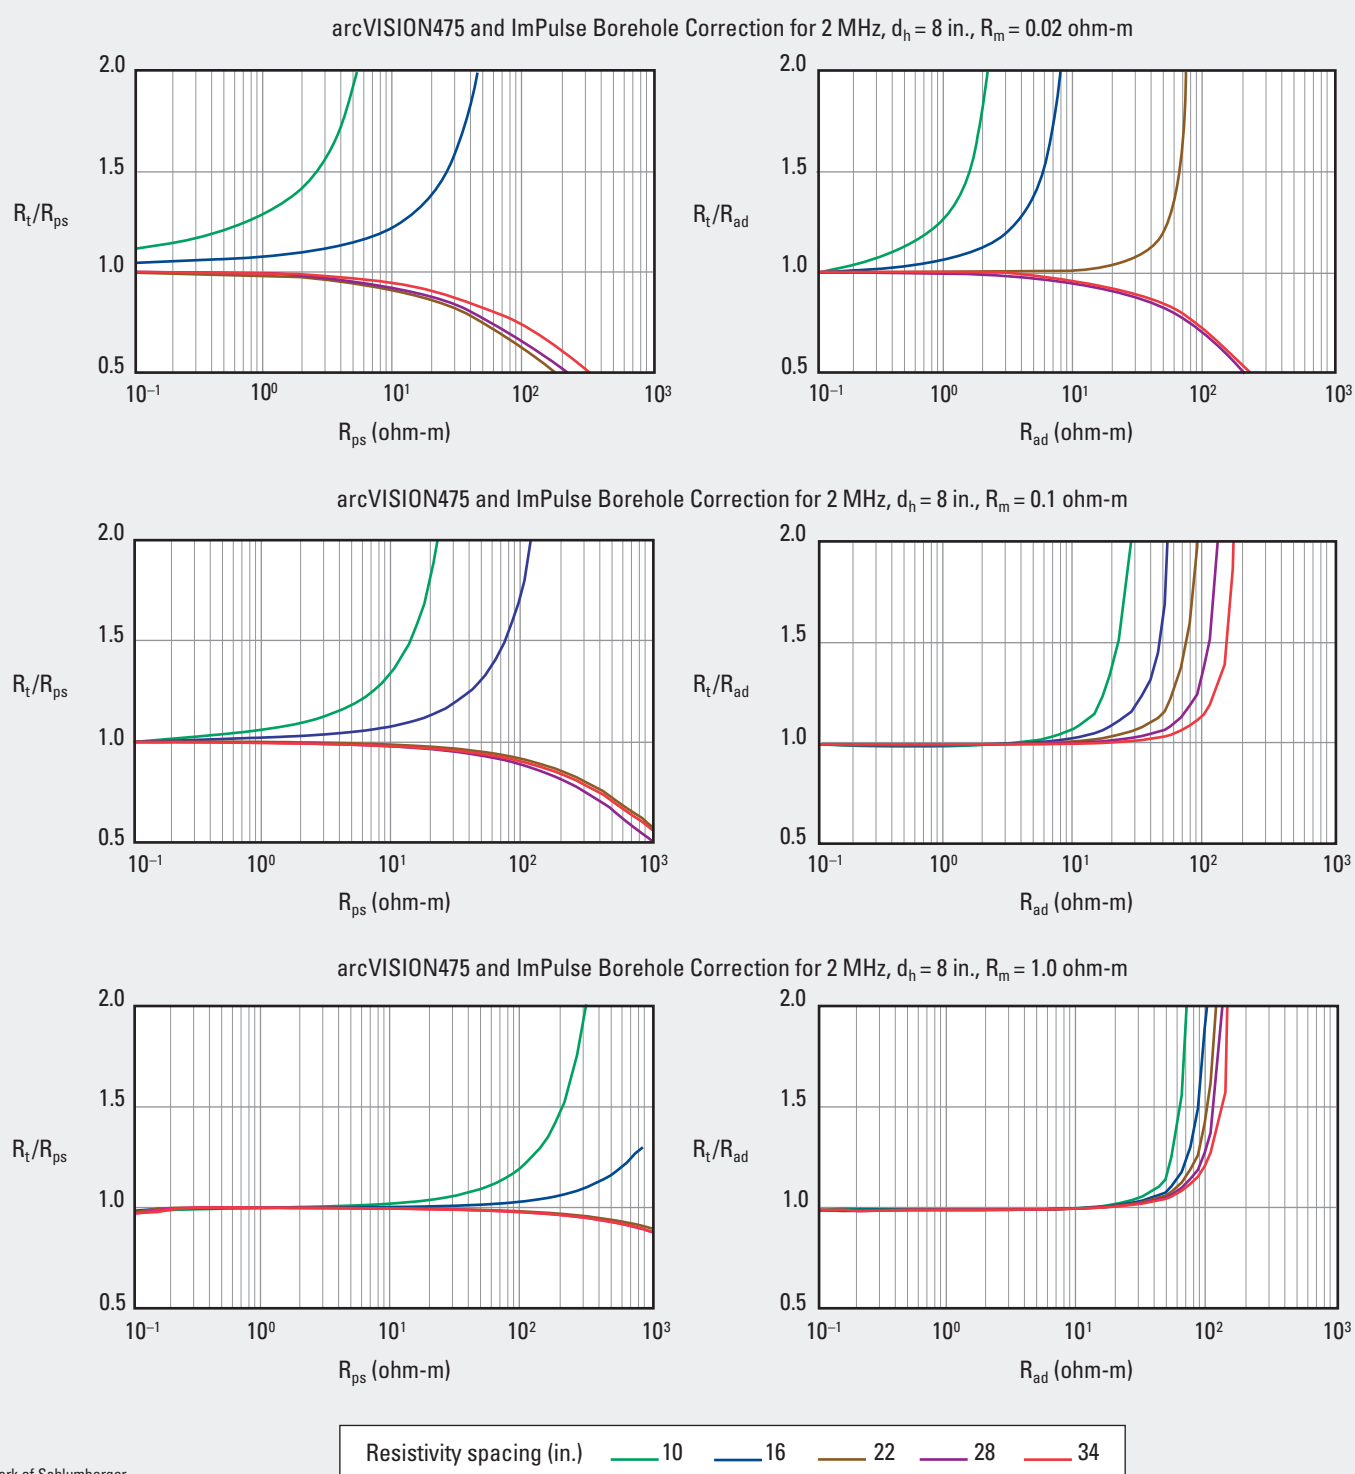 arcVISION475 and ImPulse Borehole Correction for 2 MHz, dh = 8 in., Rm = 0.02 ohm-m
2.0
1.5
Rt/Rps
1.0
0.5
10–1 100 101 102 103
Rps (ohm-m)
2.0
1.5
Rt/Rad
1.0
0.5
10–1 100 101 102 103
Rad (ohm-m)
arcVISION475 and ImPulse Borehole Correction for 2 MHz, dh = 8 in., Rm = 0.1 ohm-m
2.0
1.5
Rt/Rps
1.0
0.5
10–1 100 101 102 103
Rps (ohm-m)
2.0
1.5
Rt/Rad
1.0
0.5
10–1 100 101 102 103
Rad (ohm-m)
arcVISION475 and ImPulse Borehole Correction for 2 MHz, dh = 8 in., Rm = 1.0 ohm-m
2.0
1.5
Rt/Rps
1.0
0.5
10–1 100 101 102 103
Rps (ohm-m)
2.0
1.5
Rt/Rad
1.0
0.5
10–1 100 101 102 103
Rad (ohm-m)
Resistivity spacing (in.) 10 16 22 28 34
of Schlumberger